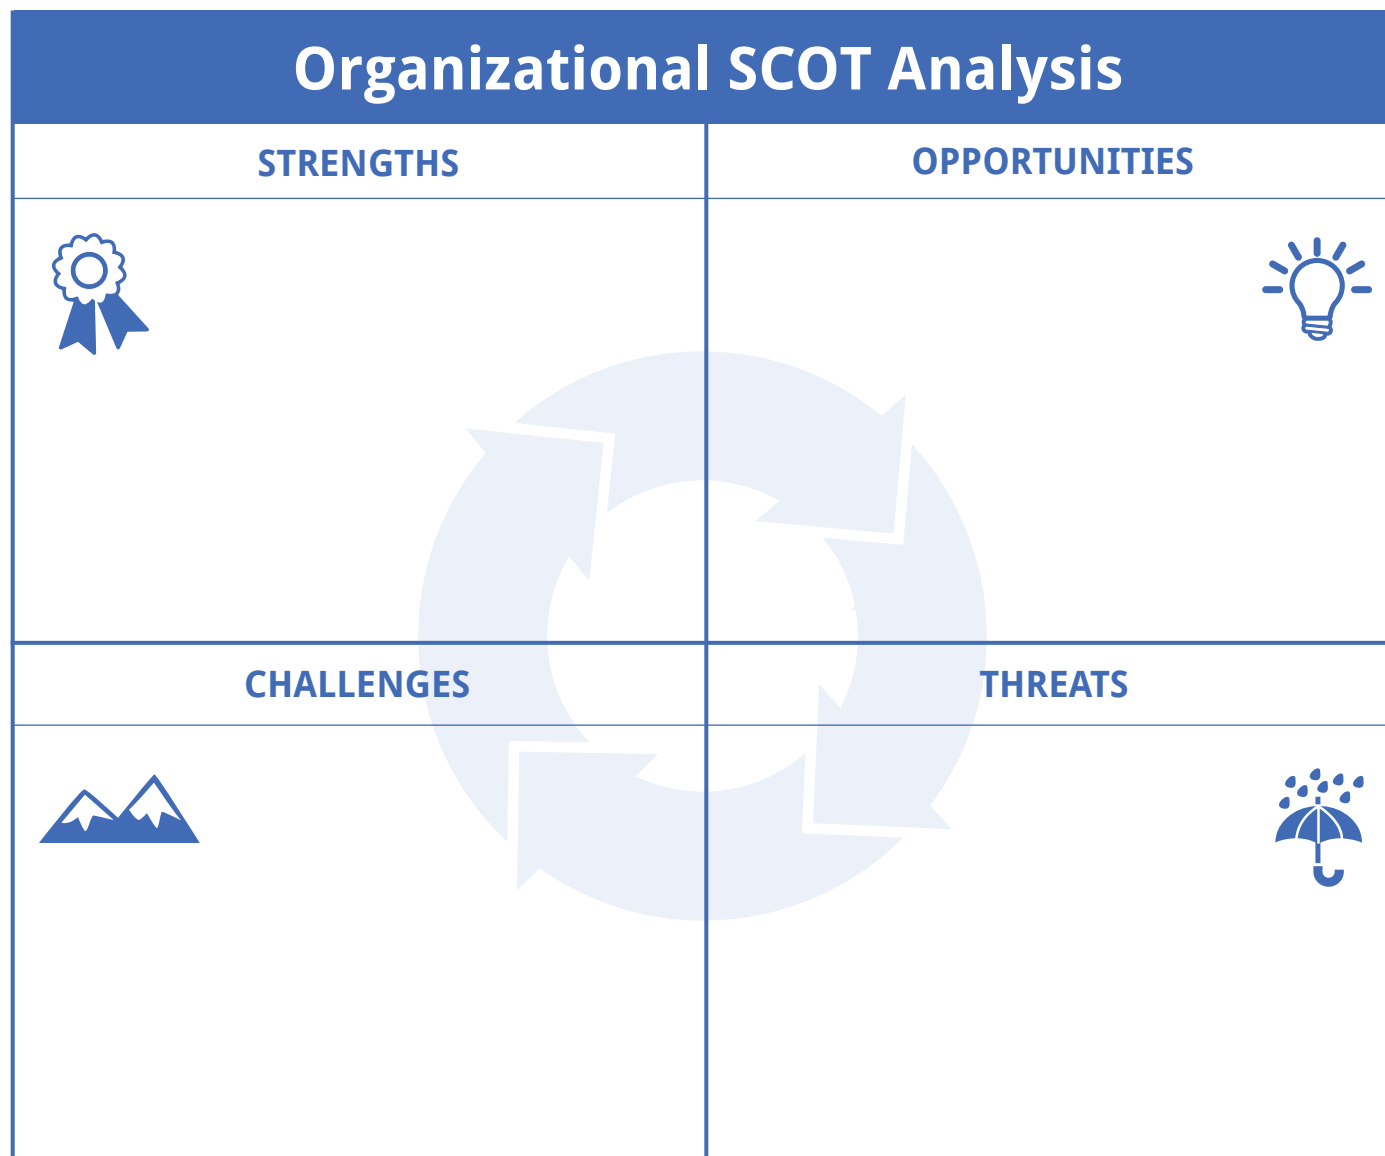 Organizational SCOT Analysis
STRENGTHS
OPPORTUNITIES
CHALLENGES
THREATS